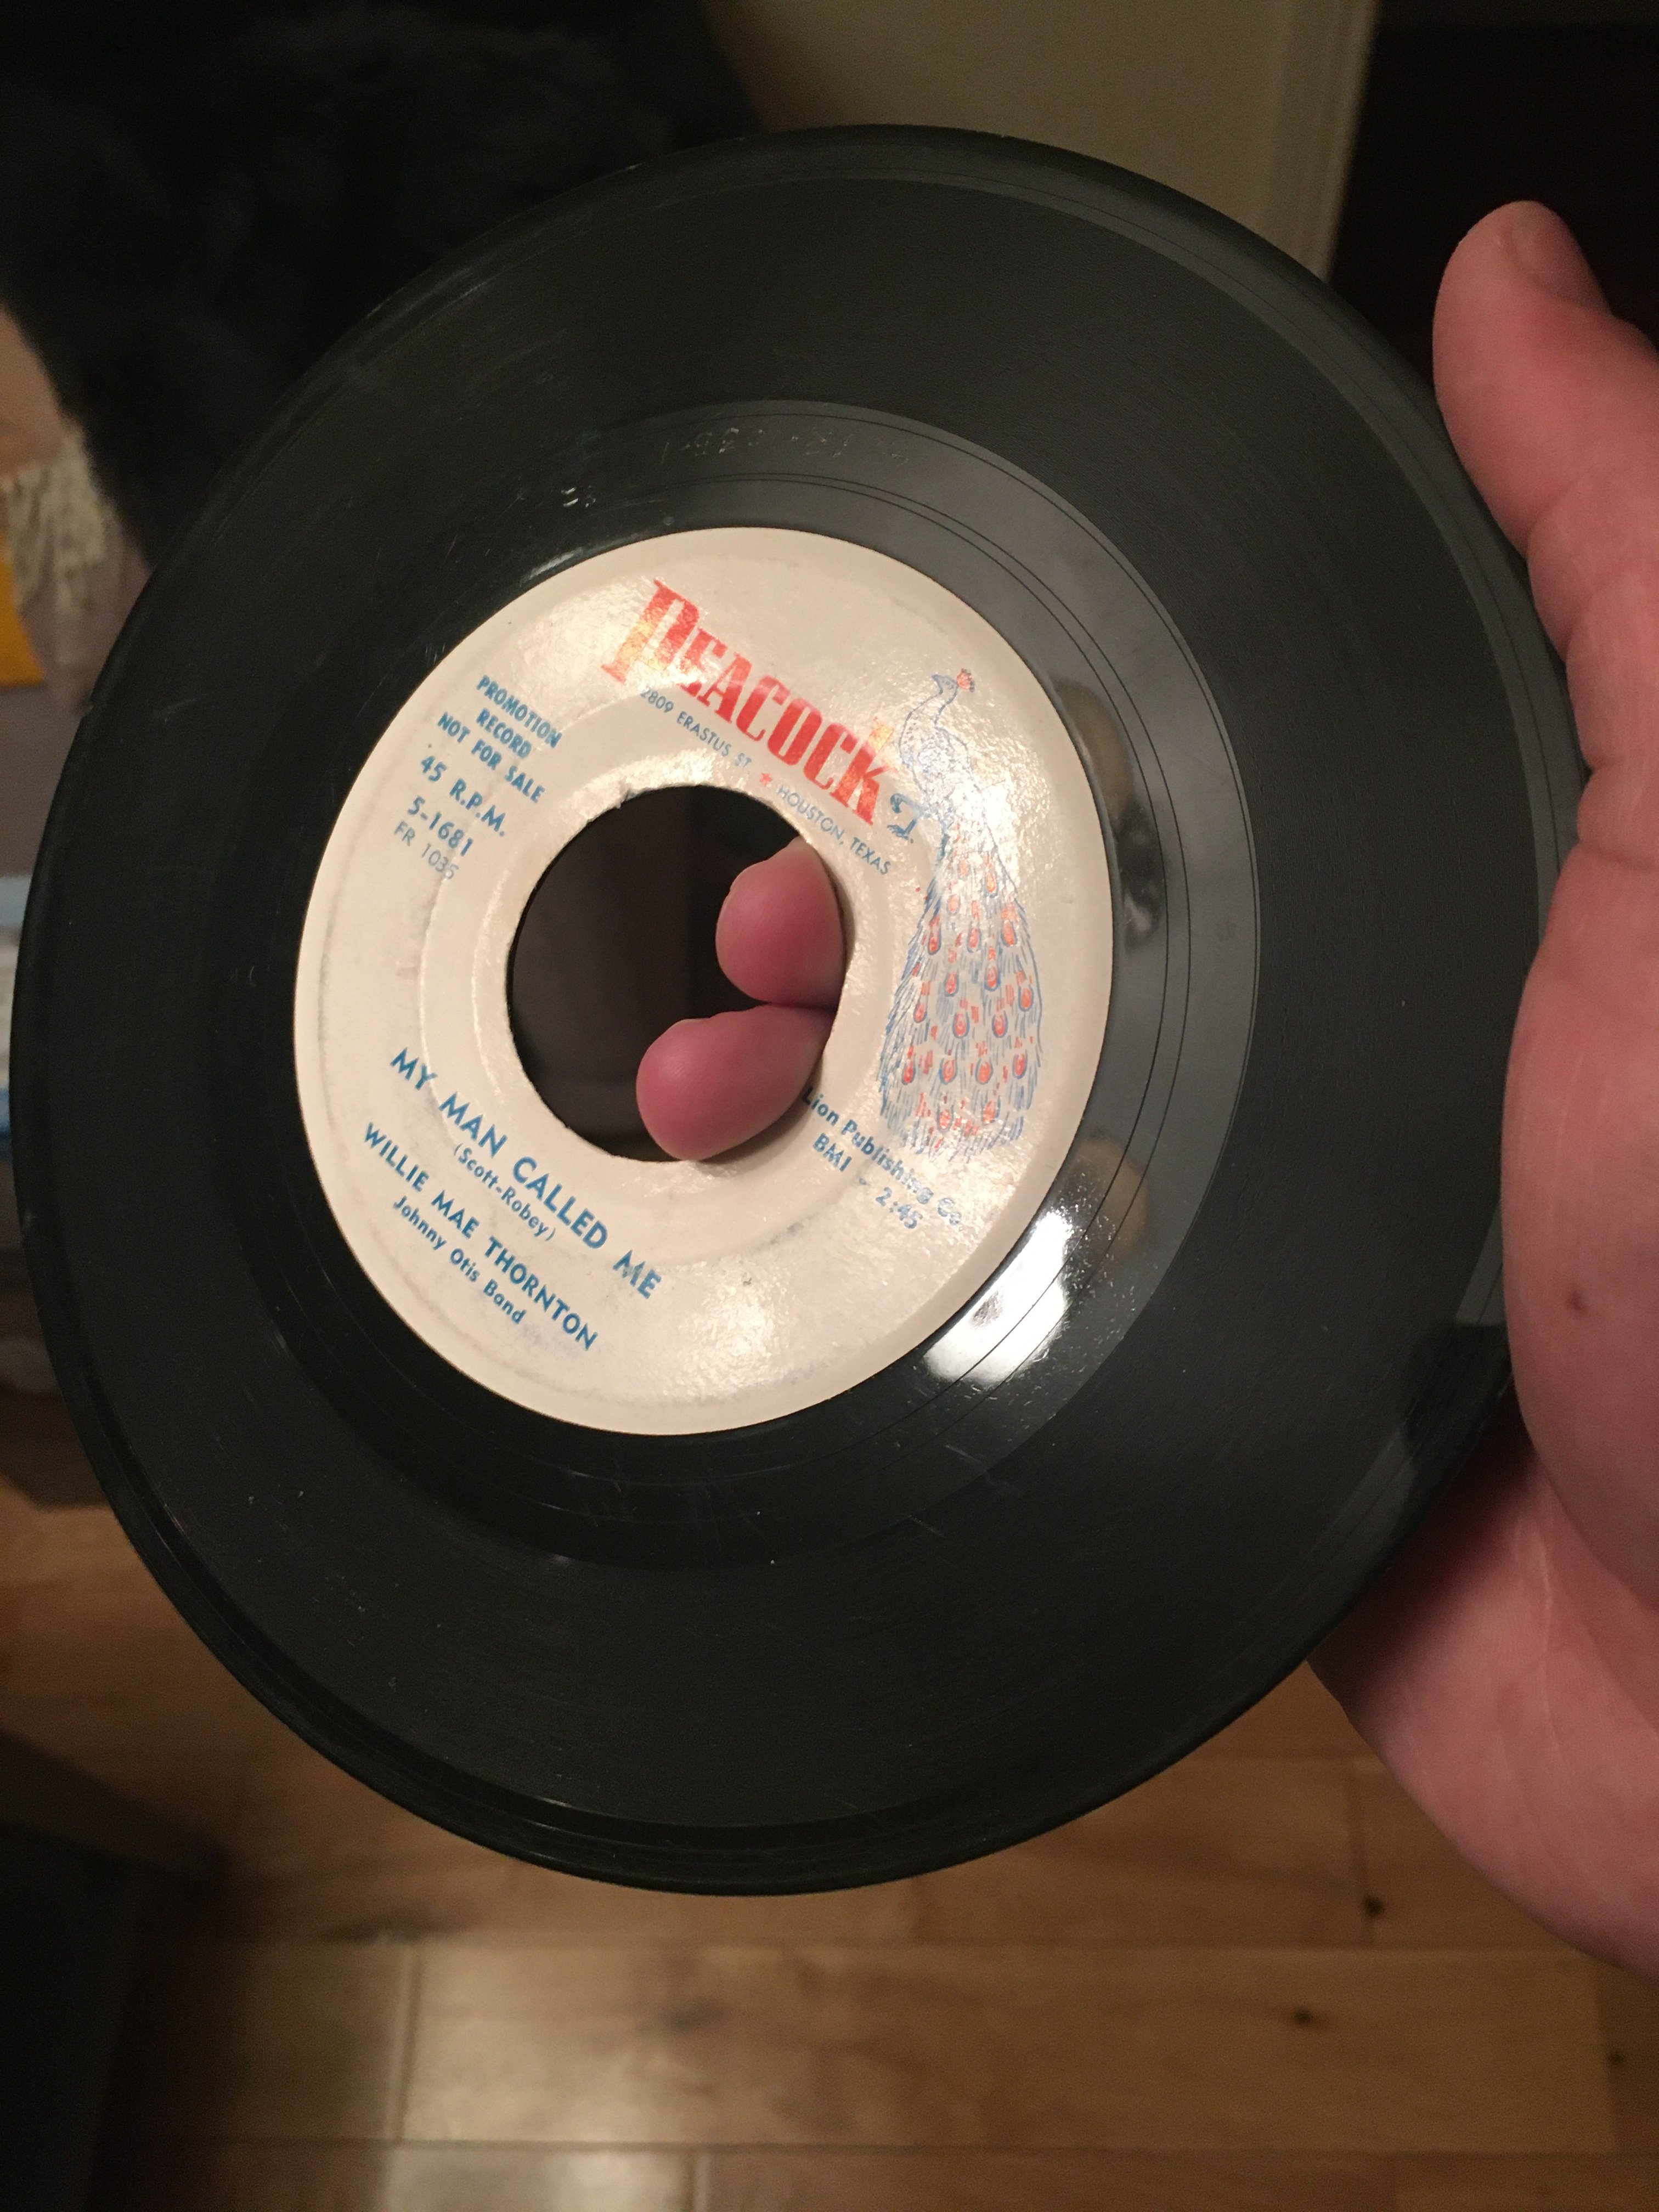 PEACOCK
2809 ERASTUS ST ★ HOUSTON, TEXAS
PROMOTION
RECORD
NOT FOR SALE
45 R.P.M.
5-1681
FR 1035
Lion Publishing Co.
BMI - 2:45
MY MAN CALLED ME
(Scott-Robey)
WILLIE MAE THORNTON
Johnny Otis Band